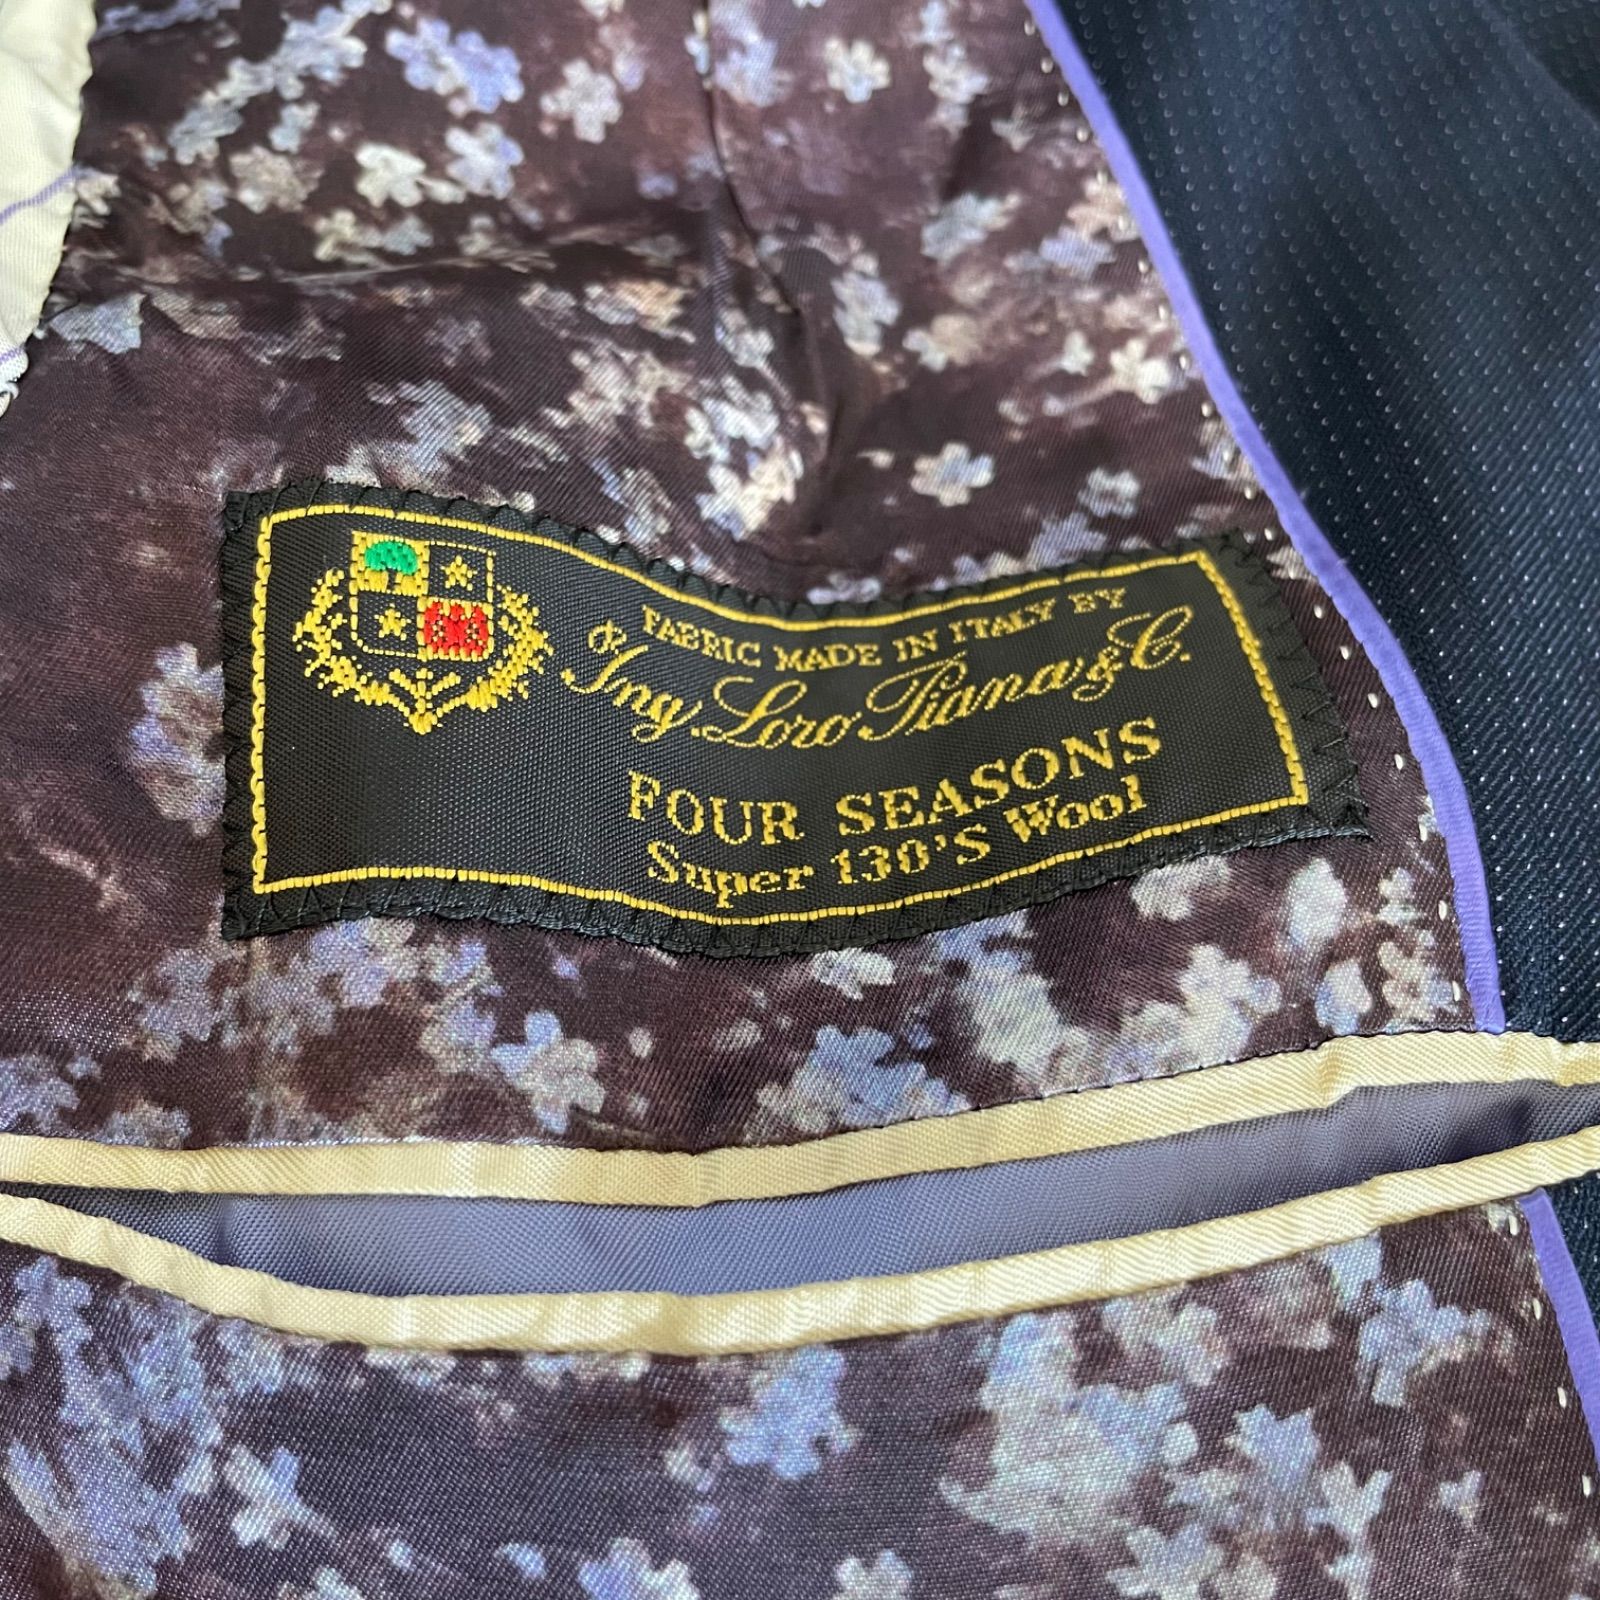 FABRIC MADE IN ITALY BY
Ing. Loro Piana & C.
FOUR SEASONS
Super 130'S Wool